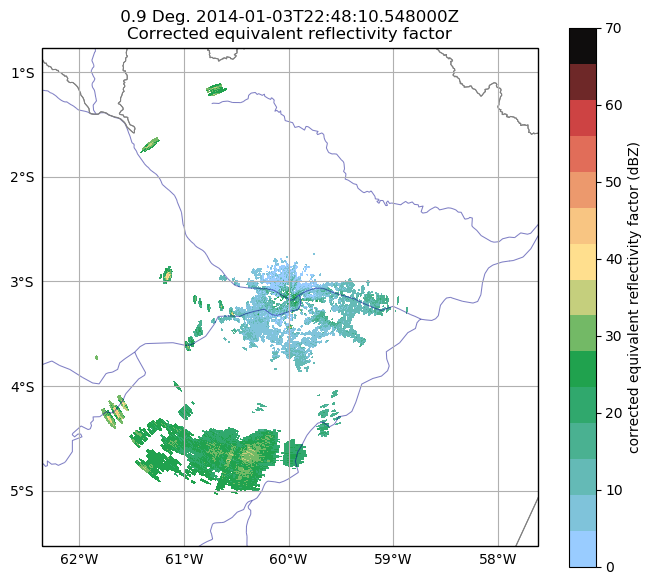 0.9 Deg. 2014-01-03T22:48:10.548000Z
Corrected equivalent reflectivity factor
1°S
2°S
3°S
4°S
5°S
62°W 61°W 60°W 59°W 58°W
70
60
50
40
30
20
10
0
corrected equivalent reflectivity factor (dBZ)